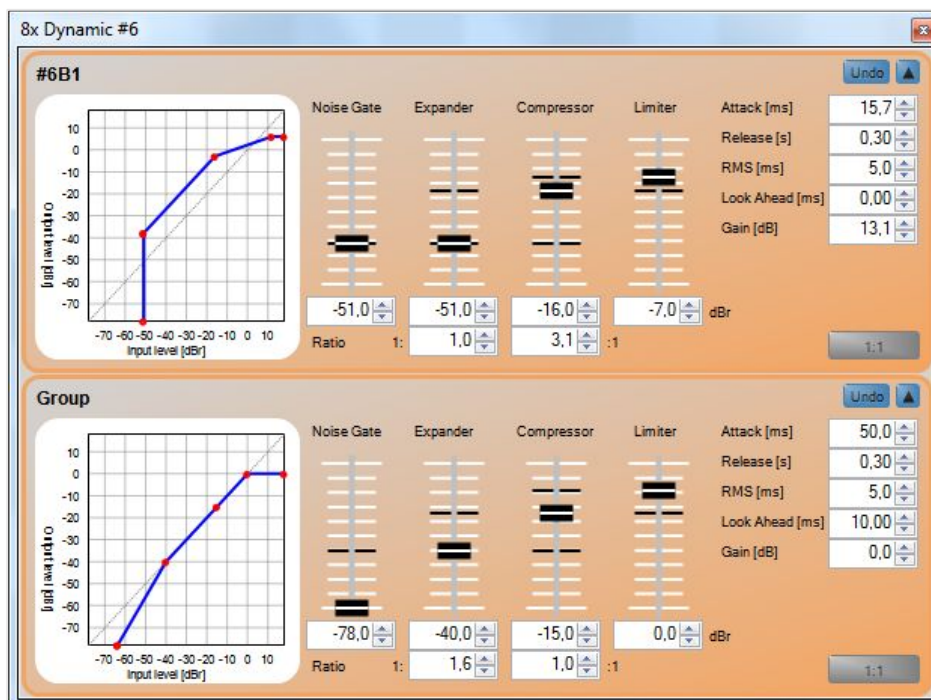 8x Dynamic #6
x
#6B1
Undo
Noise Gate Expander Compressor Limiter
Attack [ms] 15,7
Release [s] 0,30
RMS [ms] 5,0
Look Ahead [ms] 0,00
Gain [dB] 13,1
10
0
-10
-20
-30
-40
-50
-60
-70
Output level [dBr]
-70 -60 -50 -40 -30 -20 -10 0 10
Input level [dBr]
-51,0 -51,0 -16,0 -7,0 dBr
Ratio 1: 1,0 3,1 :1
1:1
Group
Undo
Noise Gate Expander Compressor Limiter
Attack [ms] 50,0
Release [s] 0,30
RMS [ms] 5,0
Look Ahead [ms] 10,00
Gain [dB] 0,0
10
0
-10
-20
-30
-40
-50
-60
-70
Output level [dBr]
-70 -60 -50 -40 -30 -20 -10 0 10
Input level [dBr]
-78,0 -40,0 -15,0 0,0 dBr
Ratio 1: 1,6 1,0 :1
1:1